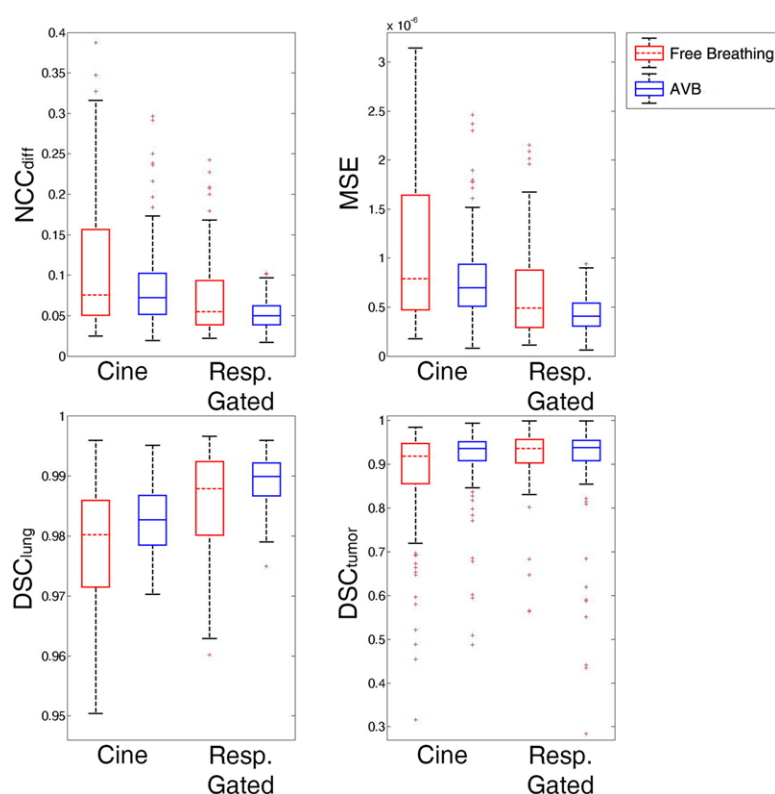 × 10⁻⁶
0.4
0.35
0.3
0.25
0.2
0.15
0.1
0.05
0
NCCdiff
Cine
Resp.
Gated
3
2.5
2
1.5
1
0.5
0
MSE
Cine
Resp.
Gated
Free Breathing
AVB
1
0.99
0.98
0.97
0.96
0.95
DSClung
Cine
Resp.
Gated
1
0.9
0.8
0.7
0.6
0.5
0.4
0.3
DSCtumor
Cine
Resp.
Gated